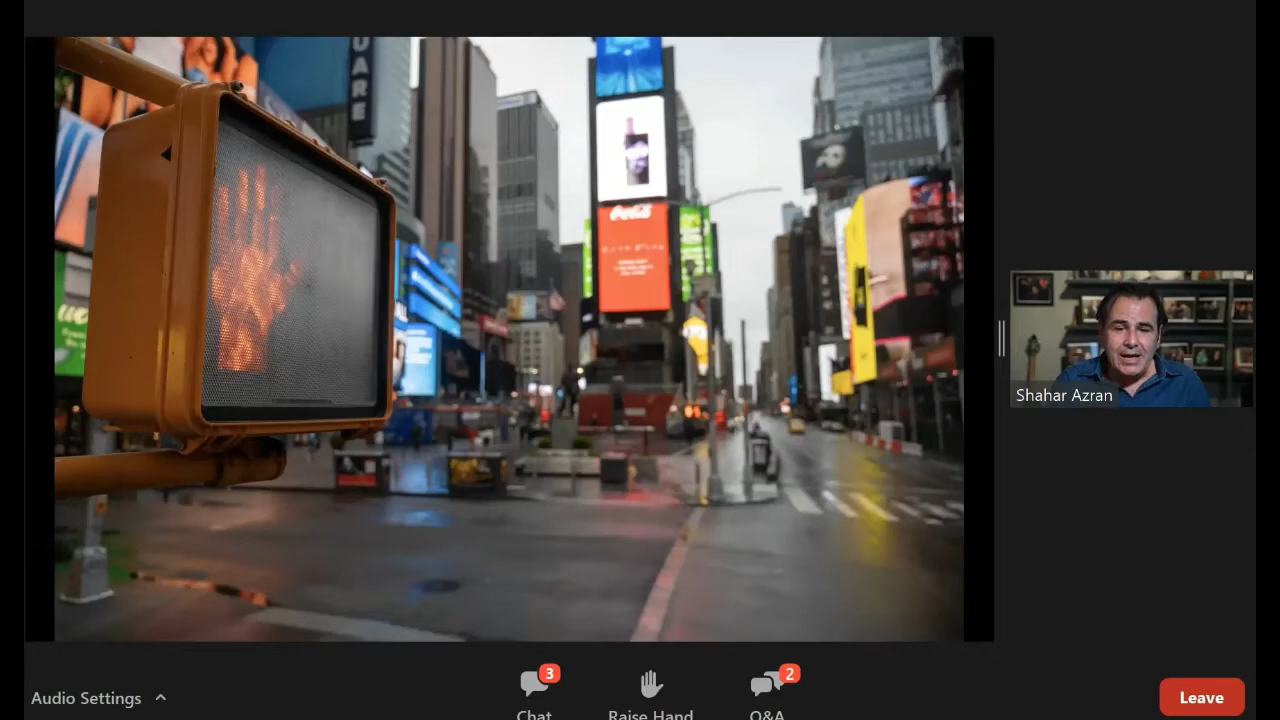 UARE
Coca-Cola
Shahar Azran
Audio Settings
3
Chat
Raise Hand
2
Q&A
Leave